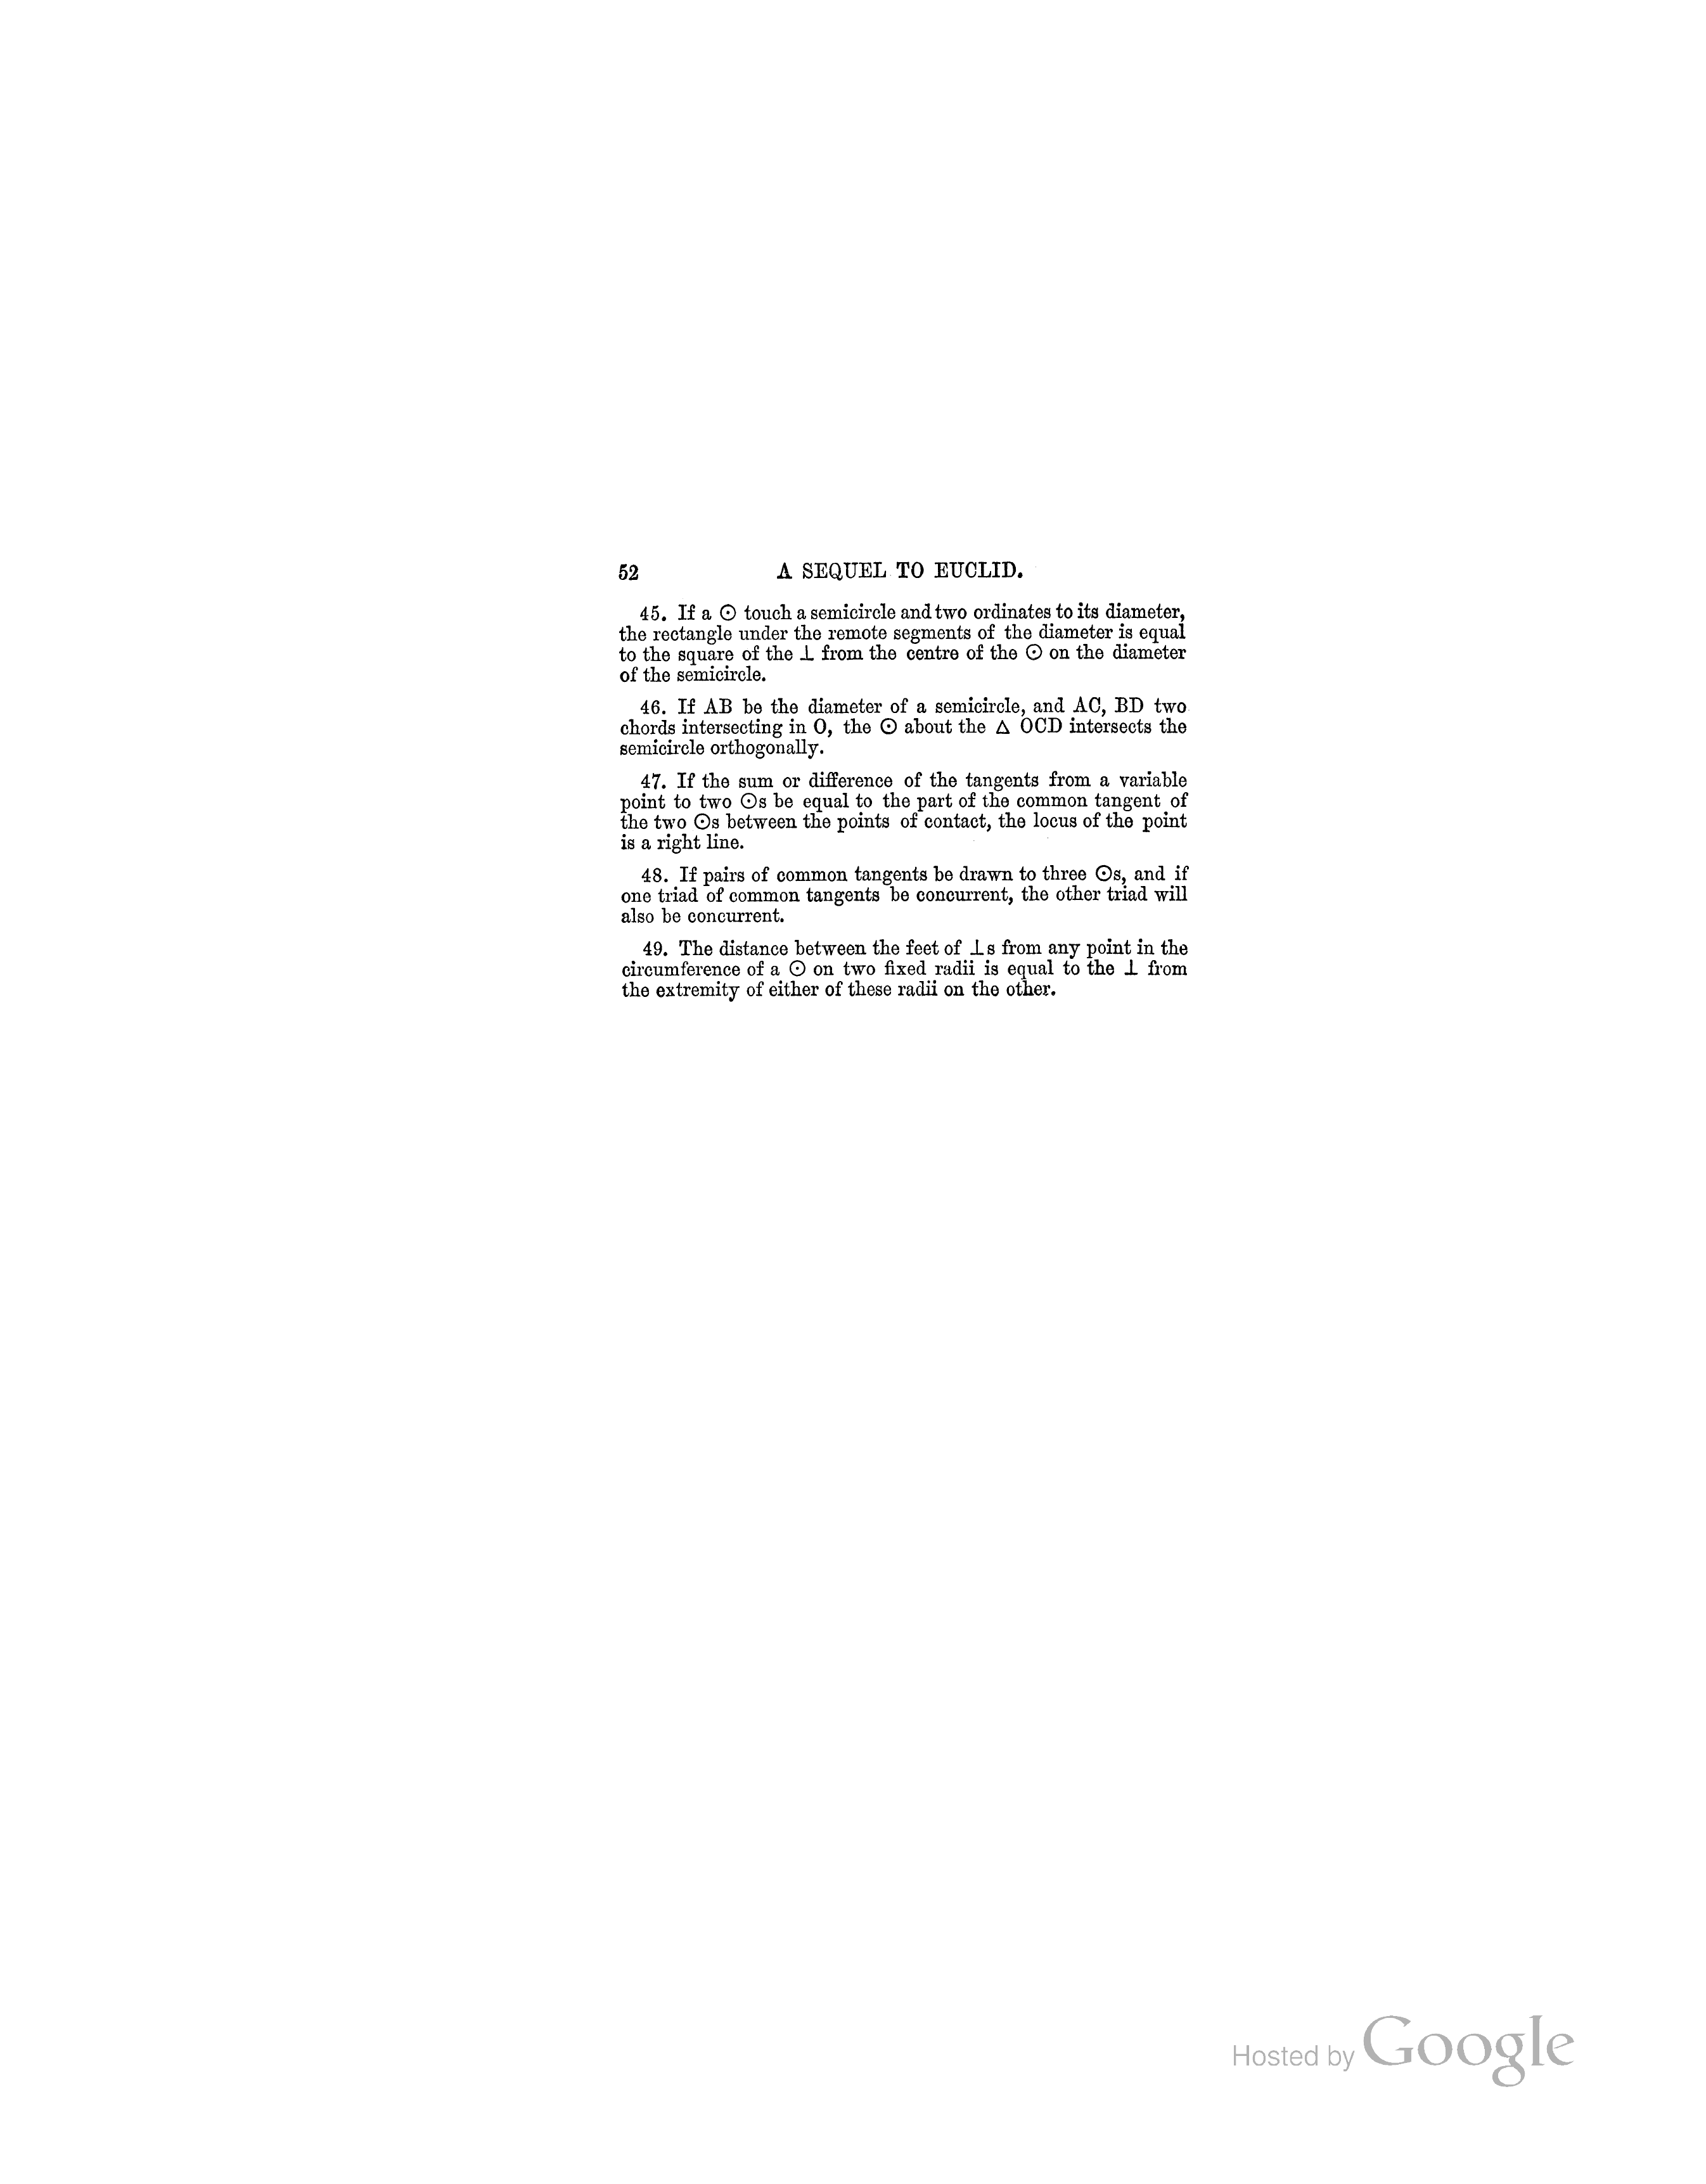 52 A SEQUEL TO EUCLID.
45. If a ⊙ touch a semicircle and two ordinates to its diameter,
the rectangle under the remote segments of the diameter is equal
to the square of the ⊥ from the centre of the ⊙ on the diameter
of the semicircle.
46. If AB be the diameter of a semicircle, and AC, BD two
chords intersecting in O, the ⊙ about the △ OCD intersects the
semicircle orthogonally.
47. If the sum or difference of the tangents from a variable
point to two ⊙s be equal to the part of the common tangent of
the two ⊙s between the points of contact, the locus of the point
is a right line.
48. If pairs of common tangents be drawn to three ⊙s, and if
one triad of common tangents be concurrent, the other triad will
also be concurrent.
49. The distance between the feet of ⊥s from any point in the
circumference of a ⊙ on two fixed radii is equal to the ⊥ from
the extremity of either of these radii on the other.
Hosted by Google